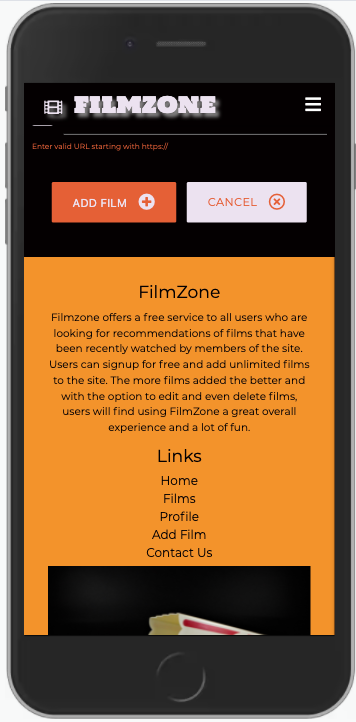 FILMZONE
Enter valid URL starting with https://
ADD FILM
CANCEL
FilmZone
Filmzone offers a free service to all users who are
looking for recommendations of films that have
been recently watched by members of the site.
Users can signup for free and add unlimited films
to the site. The more films added the better and
with the option to edit and even delete films,
users will find using FilmZone a great overall
experience and a lot of fun.
Links
Home
Films
Profile
Add Film
Contact Us